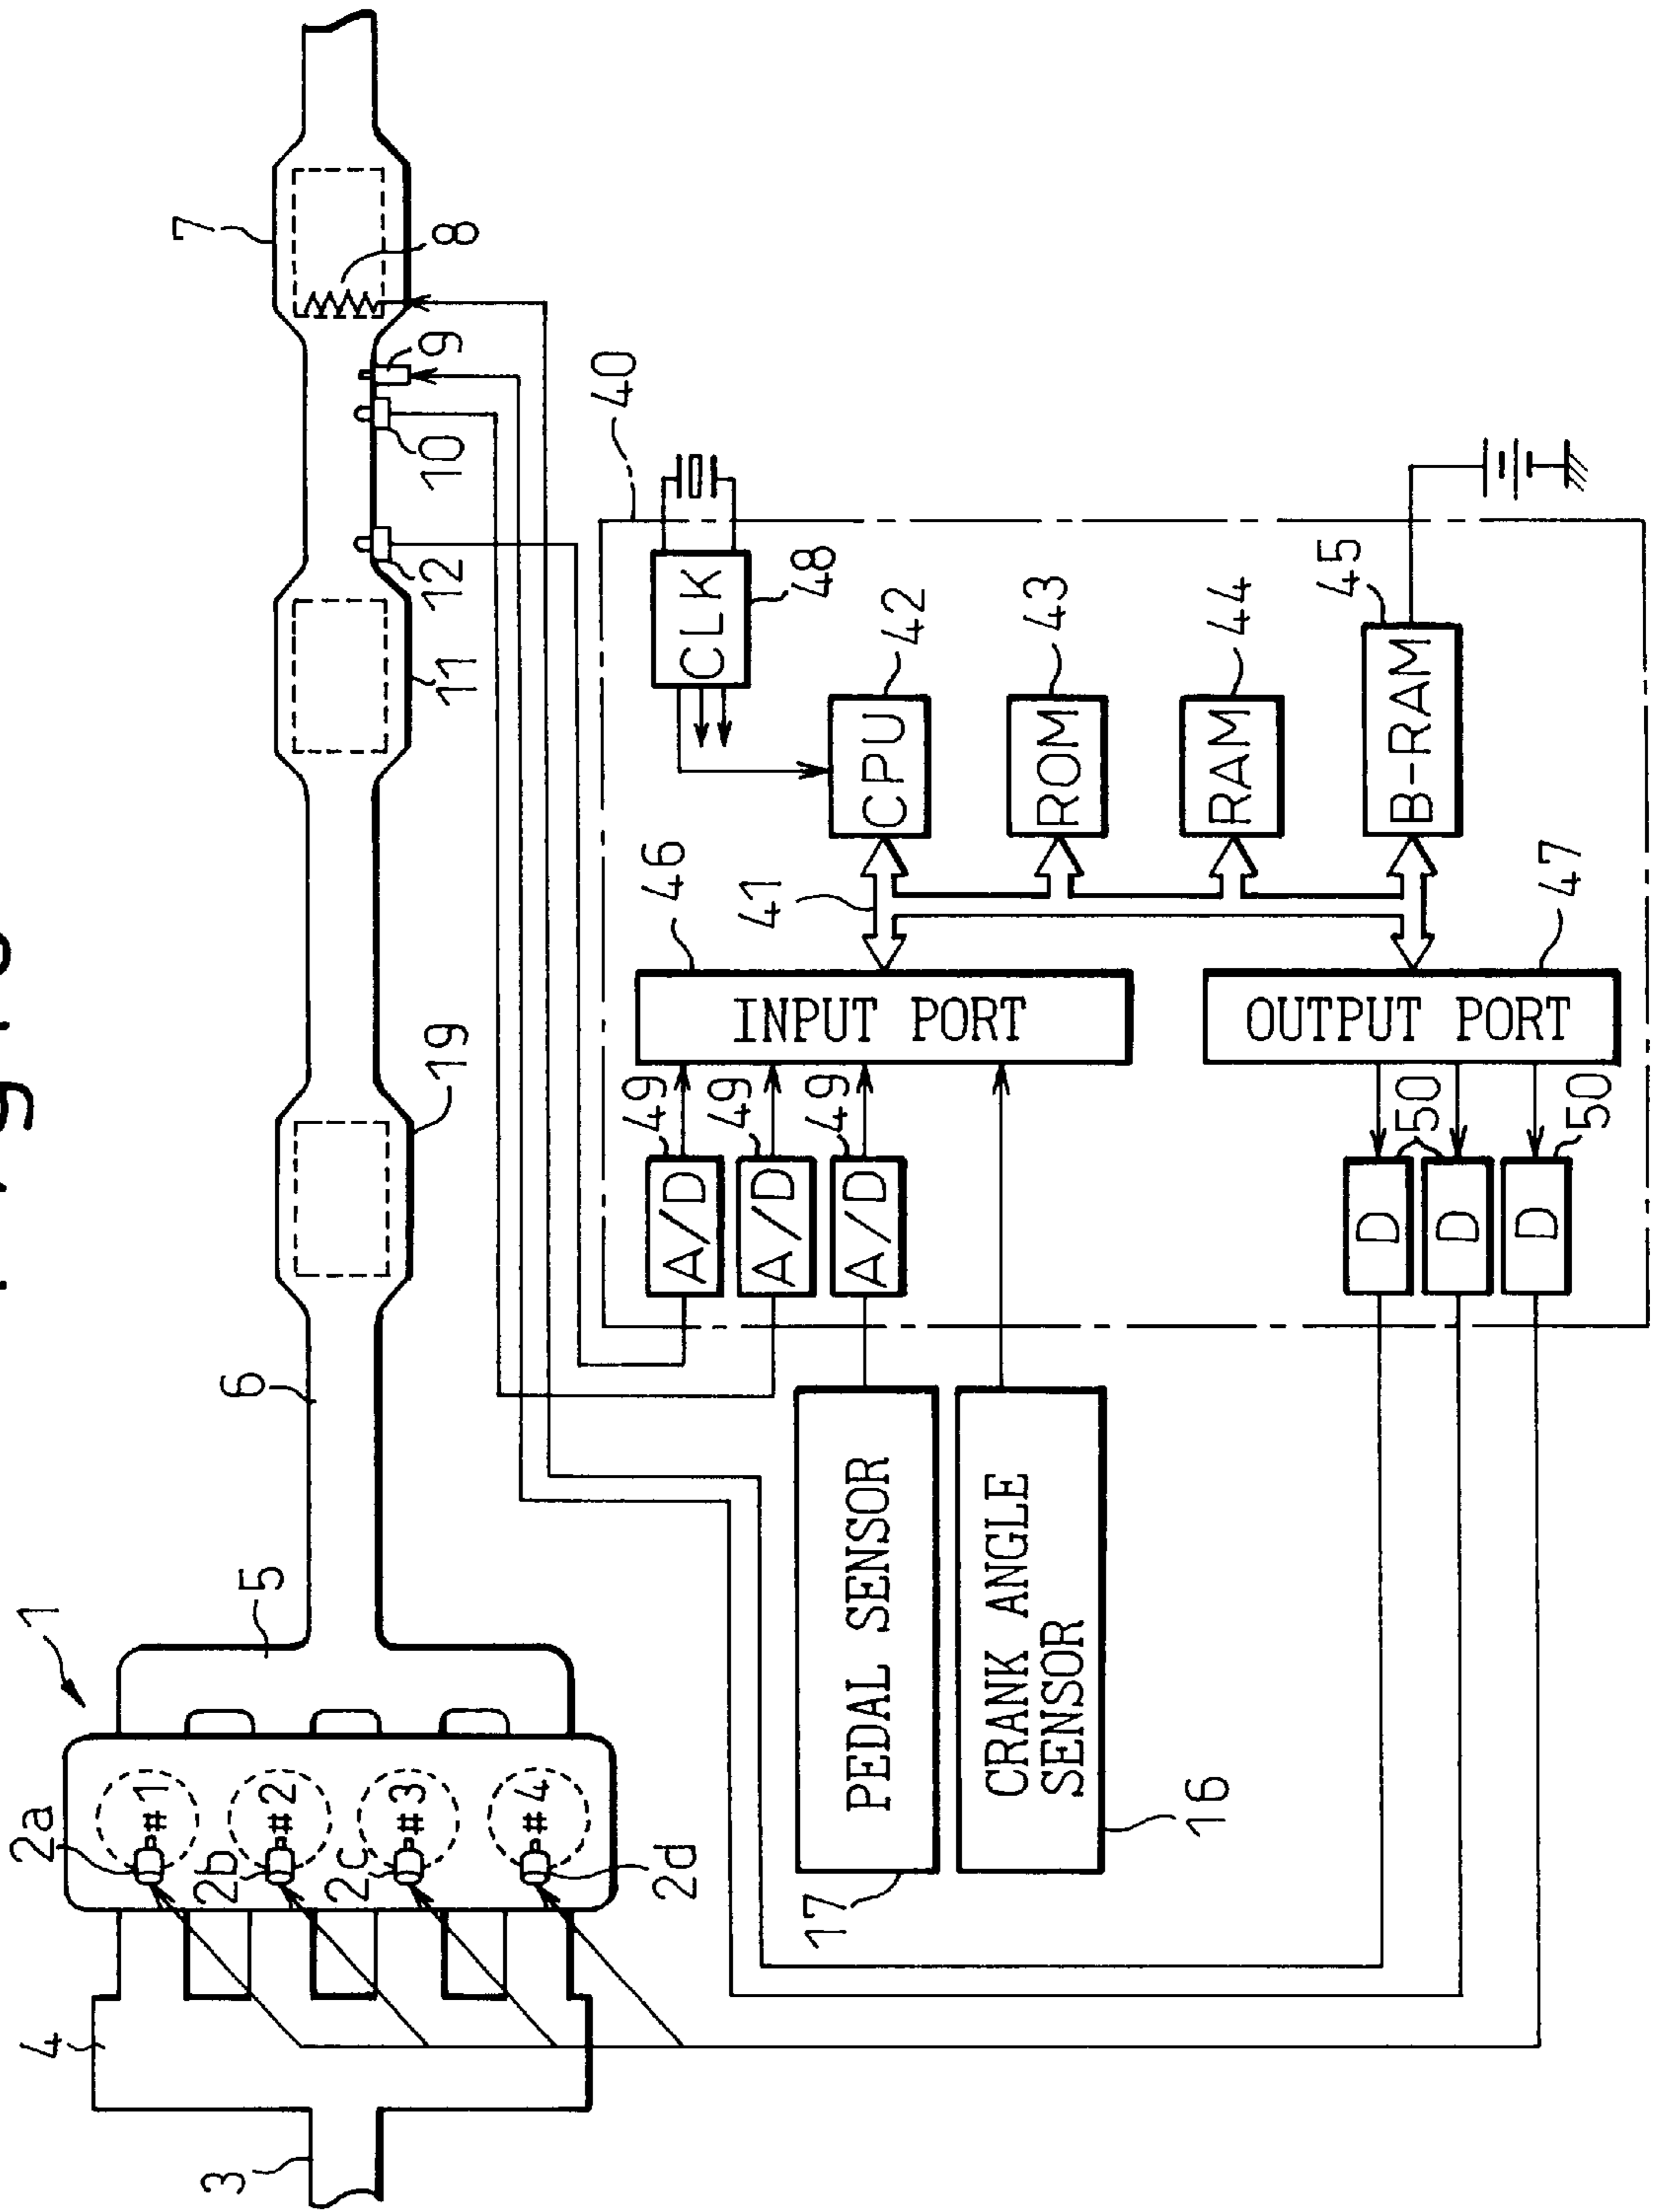 1
2a
2b
2c
2d
#1
#2
#3
#4
3
4
5
6
19
11
12
10
9
8
7
40
CLK
48
46
41
CPU
42
ROM
43
RAM
44
B-RAM
45
INPUT PORT
OUTPUT PORT
47
49
49
49
A/D
A/D
A/D
D
D
D
50
50
PEDAL SENSOR
17
CRANK ANGLE
SENSOR
16